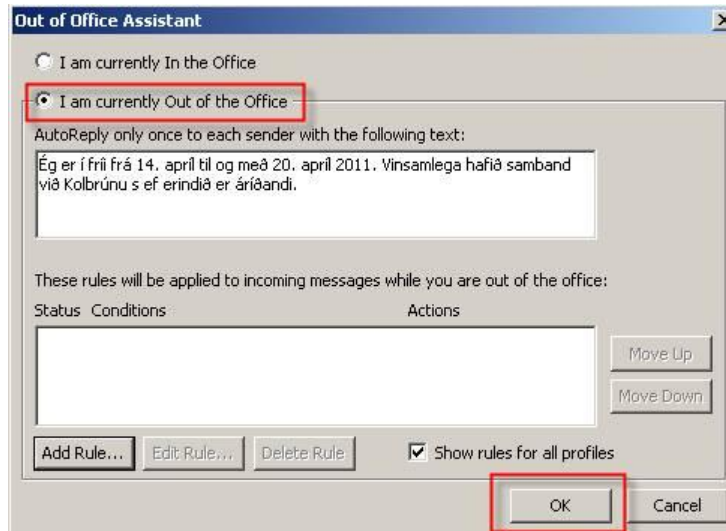 Out of Office Assistant
I am currently In the Office
I am currently Out of the Office
AutoReply only once to each sender with the following text:
Ég er í fríi frá 14. apríl til og með 20. apríl 2011. Vinsamlega hafið samband
við Kolbrúnu s ef erindið er áríðandi.
These rules will be applied to incoming messages while you are out of the office:
Status Conditions Actions
Move Up
Move Down
Add Rule... Edit Rule... Delete Rule Show rules for all profiles
OK Cancel